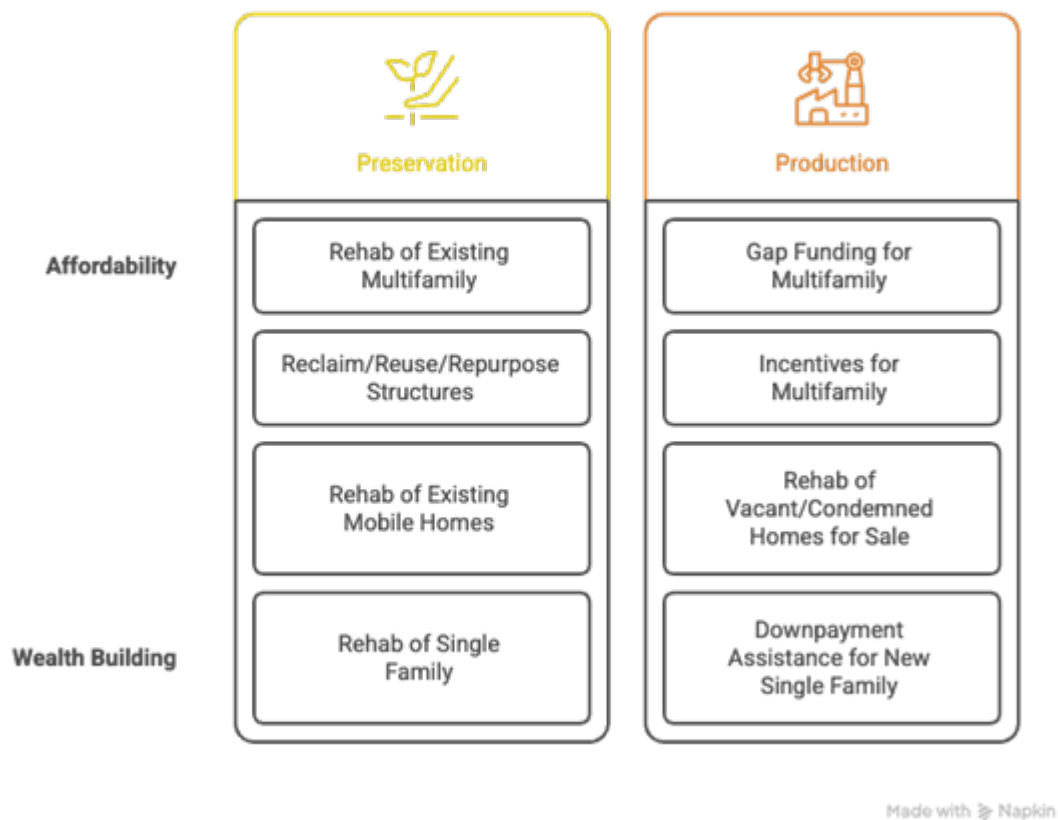 Preservation
Production
Affordability
Rehab of Existing
Multifamily
Gap Funding for
Multifamily
Reclaim/Reuse/Repurpose
Structures
Incentives for
Multifamily
Rehab of Existing
Mobile Homes
Rehab of
Vacant/Condemned
Homes for Sale
Wealth Building
Rehab of Single
Family
Downpayment
Assistance for New
Single Family
Made with Napkin